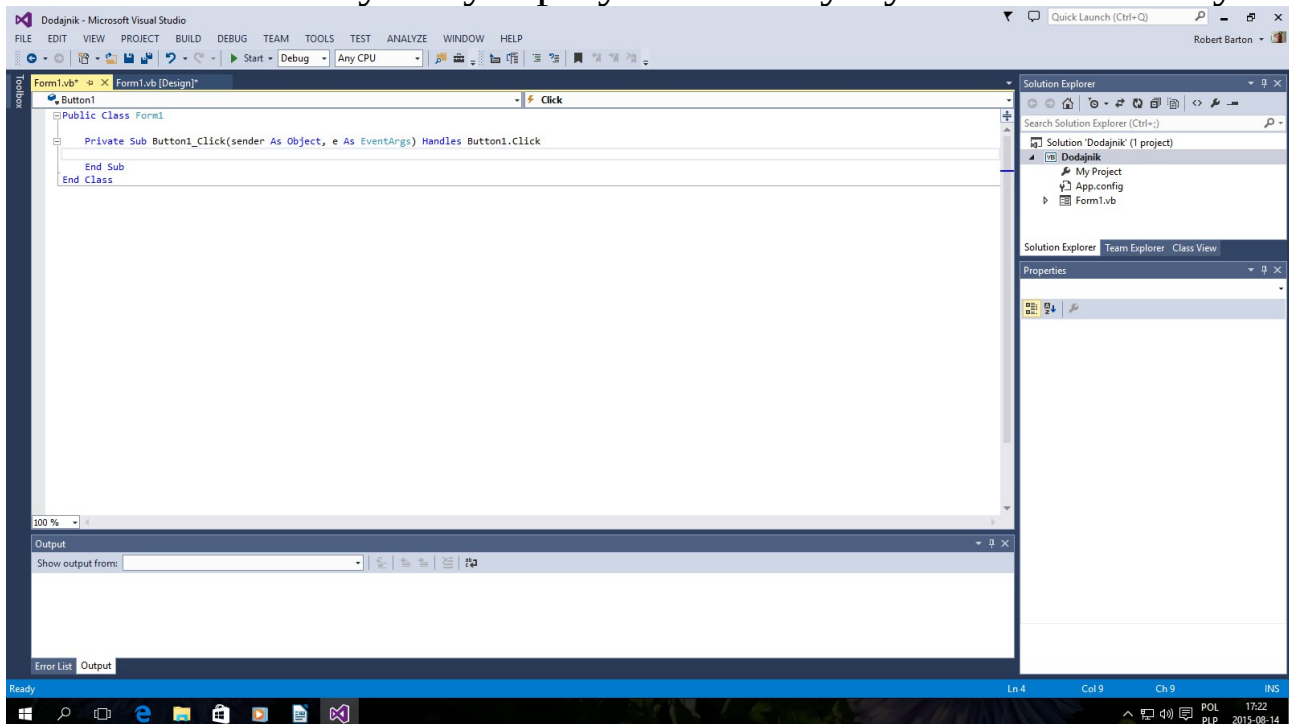 Dodajnik - Microsoft Visual Studio
Quick Launch (Ctrl+Q)
FILE EDIT VIEW PROJECT BUILD DEBUG TEAM TOOLS TEST ANALYZE WINDOW HELP
Robert Barton
Start Debug Any CPU
Toolbox
Form1.vb* Form1.vb [Design]*
Button1 Click
Public Class Form1
Private Sub Button1_Click(sender As Object, e As EventArgs) Handles Button1.Click
End Sub
End Class
100 %
Output
Show output from:
Error List Output
Solution Explorer
Search Solution Explorer (Ctrl+;)
Solution 'Dodajnik' (1 project)
VB Dodajnik
My Project
App.config
Form1.vb
Solution Explorer Team Explorer Class View
Properties
Ready Ln 4 Col 9 Ch 9 INS
POL 17:22
PLP 2015-08-14